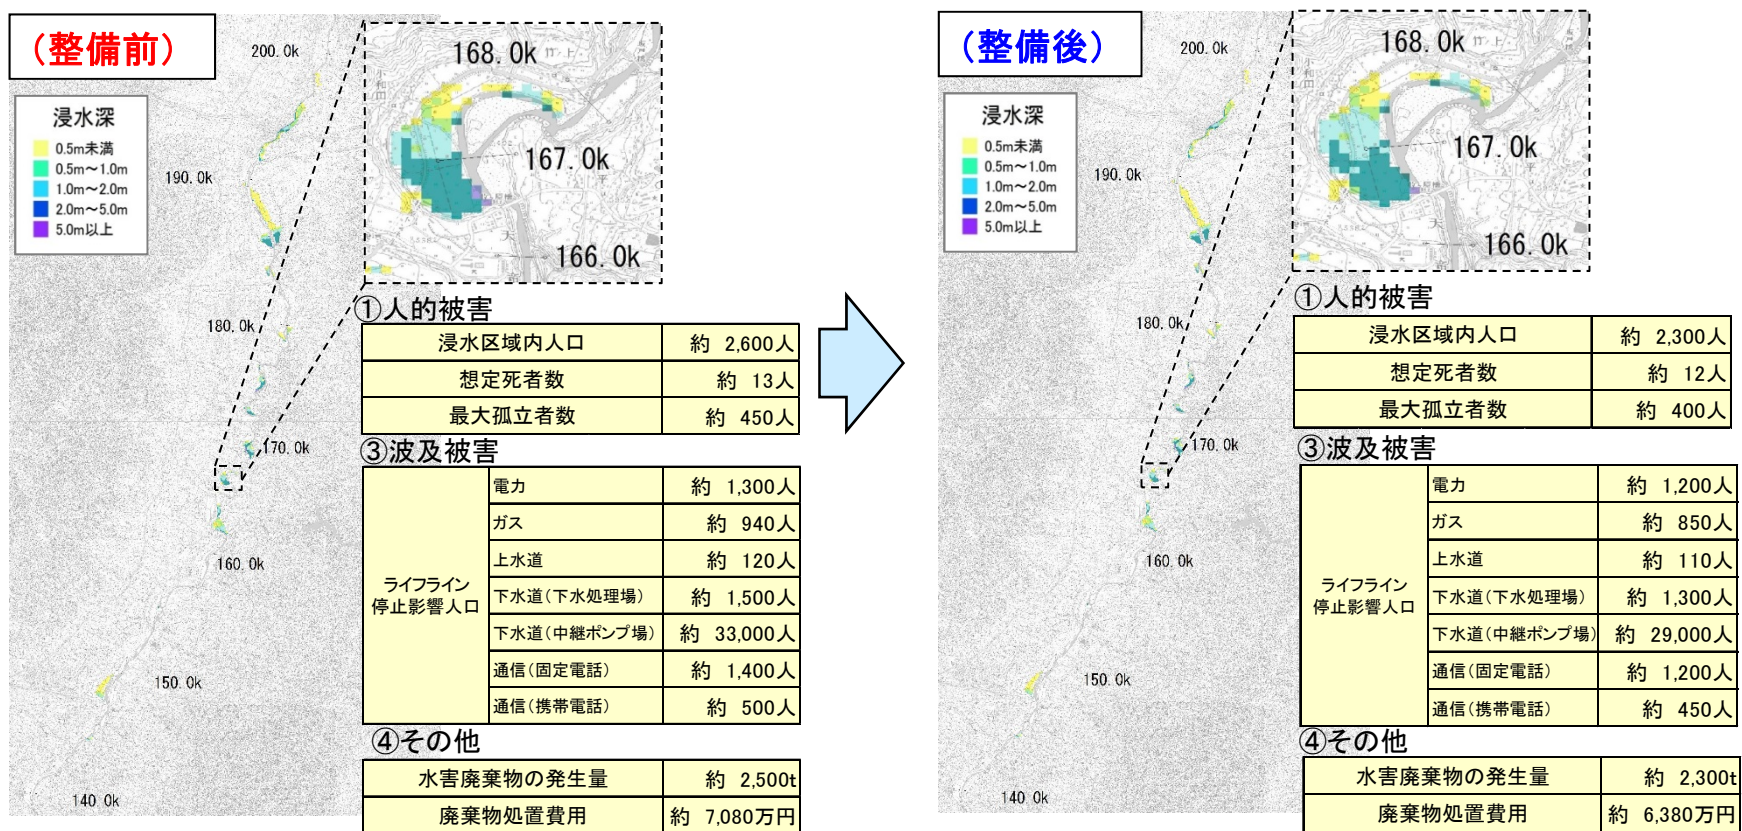 （整備前）
200.0k
浸水深
0.5m未満
0.5m～1.0m
1.0m～2.0m
2.0m～5.0m
5.0m以上
190.0k
180.0k
170.0k
160.0k
150.0k
140.0k
168.0k
167.0k
166.0k
①人的被害
浸水区域内人口 約 2,600人
想定死者数 約 13人
最大孤立者数 約 450人
③波及被害
ライフライン
停止影響人口
電力 約 1,300人
ガス 約 940人
上水道 約 120人
下水道（下水処理場） 約 1,500人
下水道（中継ポンプ場） 約 33,000人
通信（固定電話） 約 1,400人
通信（携帯電話） 約 500人
④その他
水害廃棄物の発生量 約 2,500t
廃棄物処置費用 約 7,080万円
（整備後）
200.0k
浸水深
0.5m未満
0.5m～1.0m
1.0m～2.0m
2.0m～5.0m
5.0m以上
190.0k
180.0k
170.0k
160.0k
150.0k
140.0k
168.0k
167.0k
166.0k
①人的被害
浸水区域内人口 約 2,300人
想定死者数 約 12人
最大孤立者数 約 400人
③波及被害
ライフライン
停止影響人口
電力 約 1,200人
ガス 約 850人
上水道 約 110人
下水道（下水処理場） 約 1,300人
下水道（中継ポンプ場） 約 29,000人
通信（固定電話） 約 1,200人
通信（携帯電話） 約 450人
④その他
水害廃棄物の発生量 約 2,300t
廃棄物処置費用 約 6,380万円